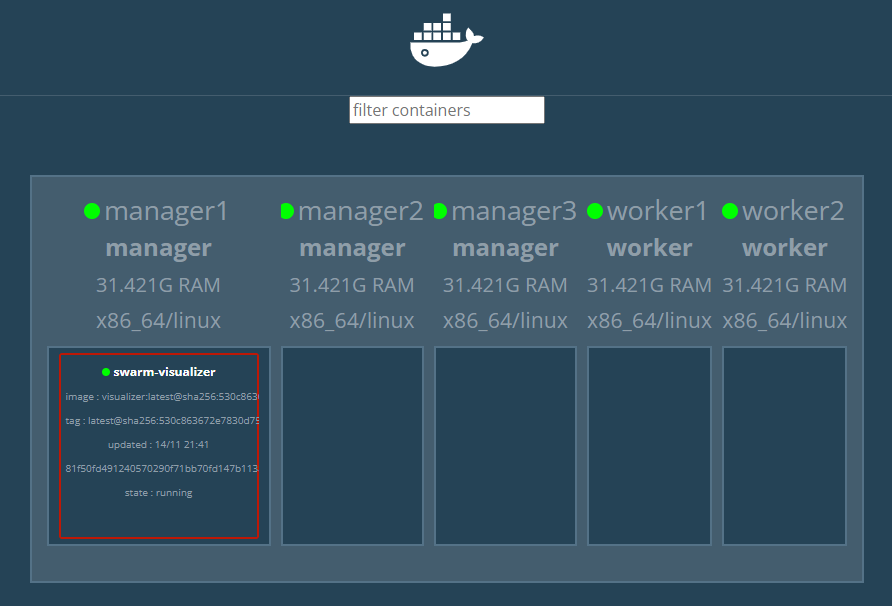 filter containers
manager1 manager2 manager3 worker1 worker2
manager manager manager worker worker
31.421G RAM 31.421G RAM 31.421G RAM 31.421G RAM 31.421G RAM
x86_64/linux x86_64/linux x86_64/linux x86_64/linux x86_64/linux
swarm-visualizer
image : visualizer:latest@sha256:530c863
tag : latest@sha256:530c863672e7830d75
updated : 14/11 21:41
81f50fd491240570290f71bb70fd147b113
state : running